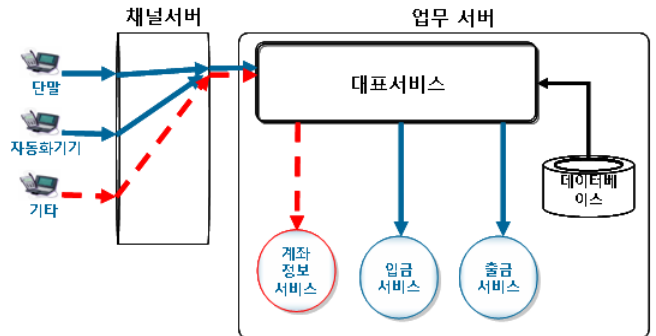 채널서버
업무 서버
단말
자동화기기
기타
대표서비스
데이터베
이스
계좌
정보
서비스
입금
서비스
출금
서비스